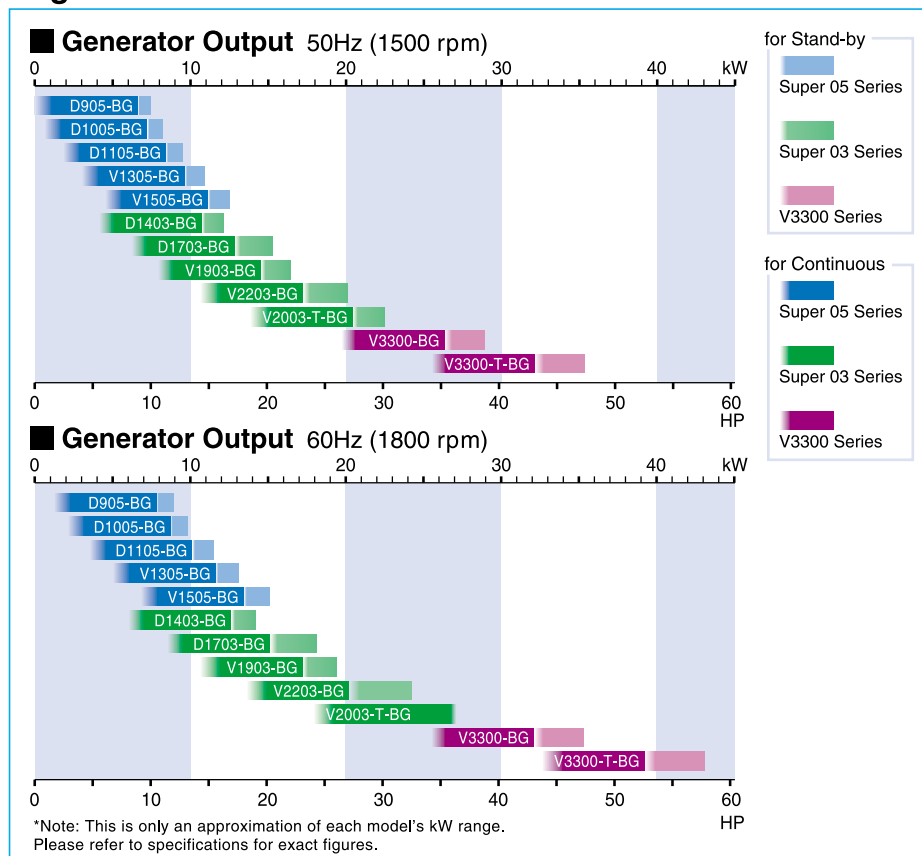 Generator Output 50Hz (1500 rpm)
0 10 20 30 40 kW
D905-BG
D1005-BG
D1105-BG
V1305-BG
V1505-BG
D1403-BG
D1703-BG
V1903-BG
V2203-BG
V2003-T-BG
V3300-BG
V3300-T-BG
0 10 20 30 40 50 60
HP
Generator Output 60Hz (1800 rpm)
0 10 20 30 40 kW
D905-BG
D1005-BG
D1105-BG
V1305-BG
V1505-BG
D1403-BG
D1703-BG
V1903-BG
V2203-BG
V2003-T-BG
V3300-BG
V3300-T-BG
0 10 20 30 40 50 60
HP
*Note: This is only an approximation of each model's kW range.
Please refer to specifications for exact figures.
for Stand-by
Super 05 Series
Super 03 Series
V3300 Series
for Continuous
Super 05 Series
Super 03 Series
V3300 Series